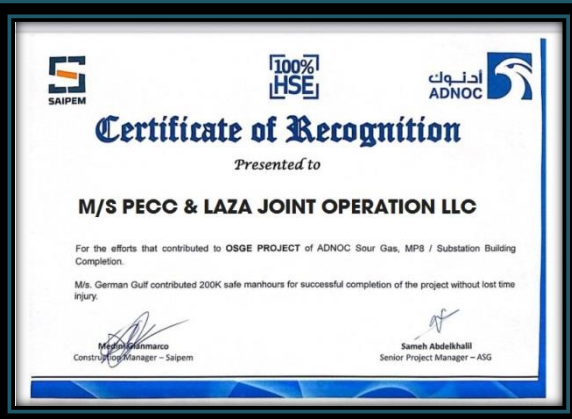 SAIPEM
100%
HSE
أدنوك
ADNOC
Certificate of Recognition
Presented to
M/S PECC & LAZA JOINT OPERATION LLC
For the efforts that contributed to OSGE PROJECT of ADNOC Sour Gas, MP8 / Substation Building
Completion.
M/s. German Gulf contributed 200K safe manhours for successful completion of the project without lost time
injury.
Medini Gianmarco
Construction Manager – Saipem
Sameh Abdelkhalil
Senior Project Manager – ASG